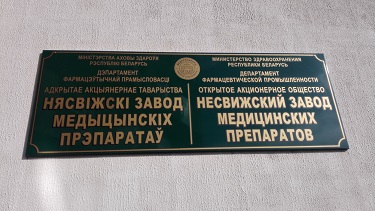 МІНІСТЭРСТВА АХОВЫ ЗДАРОЎЯ
РЭСПУБЛІКІ БЕЛАРУСЬ
ДЭПАРТАМЕНТ
ФАРМАЦЭЎТЫЧНАЙ ПРАМЫСЛОВАСЦІ
АДКРЫТАЕ АКЦЫЯНЕРНАЕ ТАВАРЫСТВА
НЯСВІЖСКІ ЗАВОД
МЕДЫЦЫНСКІХ
ПРЭПАРАТАЎ
МИНИСТЕРСТВО ЗДРАВООХРАНЕНИЯ
РЕСПУБЛИКИ БЕЛАРУСЬ
ДЕПАРТАМЕНТ
ФАРМАЦЕВТИЧЕСКОЙ ПРОМЫШЛЕННОСТИ
ОТКРЫТОЕ АКЦИОНЕРНОЕ ОБЩЕСТВО
НЕСВИЖСКИЙ ЗАВОД
МЕДИЦИНСКИХ
ПРЕПАРАТОВ